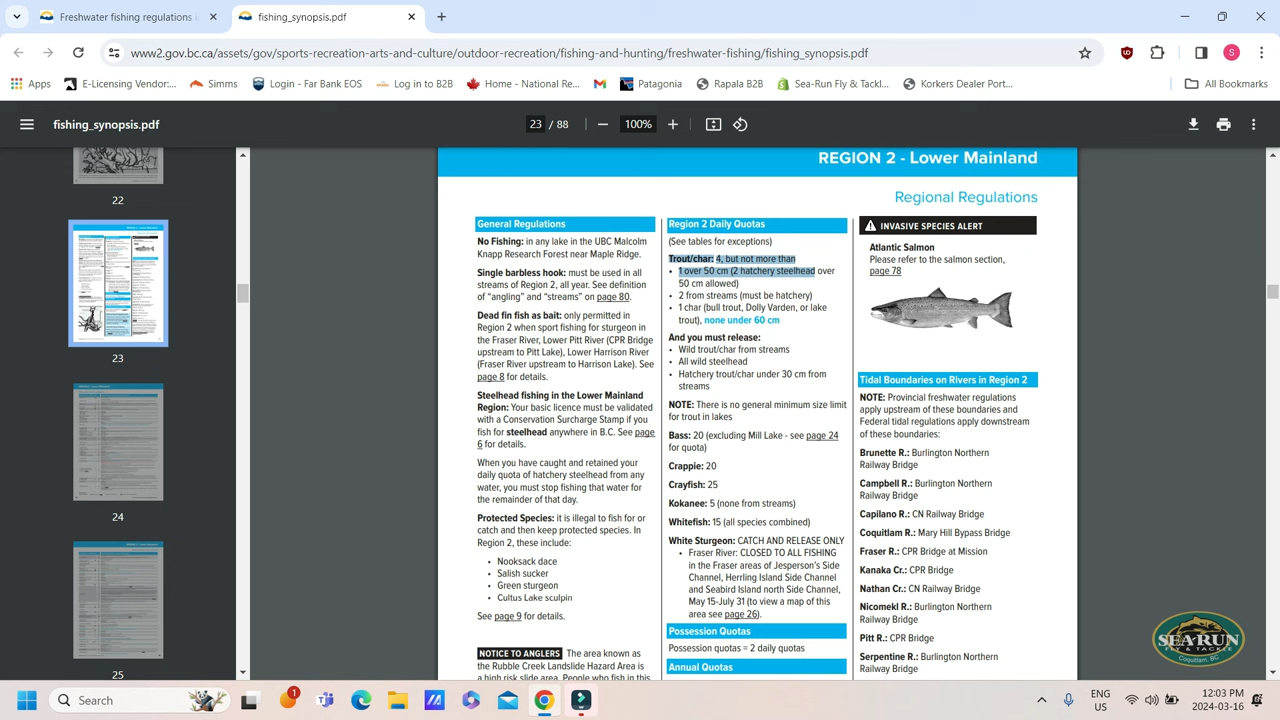 Freshwater fishing regulations i
fishing_synopsis.pdf
www2.gov.bc.ca/assets/gov/sports-recreation-arts-and-culture/outdoor-recreation/fishing-and-hunting/freshwater-fishing/fishing_synopsis.pdf
S
Apps
E-Licensing Vendor:...
Simms
Login - Far Bank EOS
Log in to B2B
Home - National Re...
Patagonia
Rapala B2B
Sea-Run Fly & Tackl...
Korkers Dealer Port...
All Bookmarks
fishing_synopsis.pdf
23 / 88
100%
22
23
24
25
REGION 2 - Lower Mainland
Regional Regulations
General Regulations
No Fishing: in any lake in the UBC Malcolm
Knapp Research Forest near Maple Ridge.
Single barbless hook: must be used in all
streams of Region 2, all year. See definition
of "angling" and "streams" on page 80.
Dead fin fish as bait: only permitted in
Region 2 when sport fishing for sturgeon in
the Fraser River, Lower Pitt River (CPR Bridge
upstream to Pitt Lake), Lower Harrison River
(Fraser River upstream to Harrison Lake). See
page 8 for details.
Steelhead fishing in the Lower Mainland
Region: Your basic licence must be validated
with a Conservation Surcharge Stamp if you
fish for steelhead anywhere in B.C. See page
6 for details.
When you have caught and retained your
daily quota of hatchery steelhead from any
water, you must stop fishing that water for
the remainder of that day.
Protected Species: it is illegal to fish for or
catch and then keep protected species. In
Region 2, these include:
• Nooksack dace
• Salish sucker
• Green sturgeon
• Cultus Lake sculpin
See page 9 for details.
NOTICE TO ANGLERS The area known as
the Rubble Creek Landslide Hazard Area is
a high risk slide area. People who fish in this
Region 2 Daily Quotas
(See tables for exceptions)
Trout/char: 4, but not more than
• 1 over 50 cm (2 hatchery steelhead over
50 cm allowed)
• 2 from streams (must be hatchery)
• 1 char (bull trout, Dolly Varden, or lake
trout), none under 60 cm
And you must release:
• Wild trout/char from streams
• All wild steelhead
• Hatchery trout/char under 30 cm from
streams
NOTE: There is no general minimum size limit
for trout in lakes
Bass: 20 (excluding Mill Lake - see page 24
for quota)
Crappie: 20
Crayfish: 25
Kokanee: 5 (none from streams)
Whitefish: 15 (all species combined)
White Sturgeon: CATCH AND RELEASE ONLY
• Fraser River: CLOSED TO ALL FISHING
in the Fraser areas of Jesperson's Side
Channel, Herrling Island Side Channel
and Seabird Island north Side Channel,
May 15-July 31 (to view a map of this
area see page 26).
Possession Quotas
Possession quotas = 2 daily quotas
Annual Quotas
INVASIVE SPECIES ALERT
Atlantic Salmon
Please refer to the salmon section,
page 78
Tidal Boundaries on Rivers in Region 2
NOTE: Provincial freshwater regulations
apply upstream of these boundaries and
Federal tidal regulations apply downstream
of these boundaries:
Brunette R.: Burlington Northern
Railway Bridge
Campbell R.: Burlington Northern
Railway Bridge
Capilano R.: CN Railway Bridge
Coquitlam R.: Mary Hill Bypass Bridge
Fraser R.: CPR Bridge at Mission
Kanaka Cr.: CPR Bridge
Nathan Cr.: CN Railway Bridge
Nicomekl R.: Burlington Northern
Railway Bridge
Pitt R.: CPR Bridge
Serpentine R.: Burlington Northern
Railway Bridge
SEA RUN
FLY & TACKLE
Coquitlam, BC
Search
1
ENG
US
12:03 PM
2024-03-16